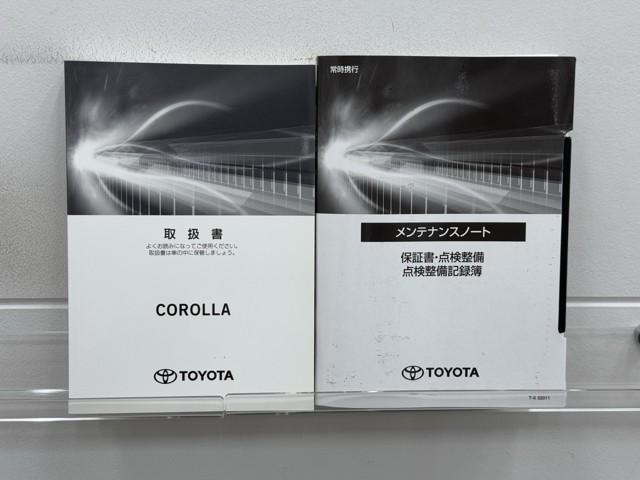 取扱書
よくお読みになってご使用ください。
取扱書は車の中に保管しましょう。
COROLLA
TOYOTA
常時携行
メンテナンスノート
保証書・点検整備
点検整備記録簿
TOYOTA